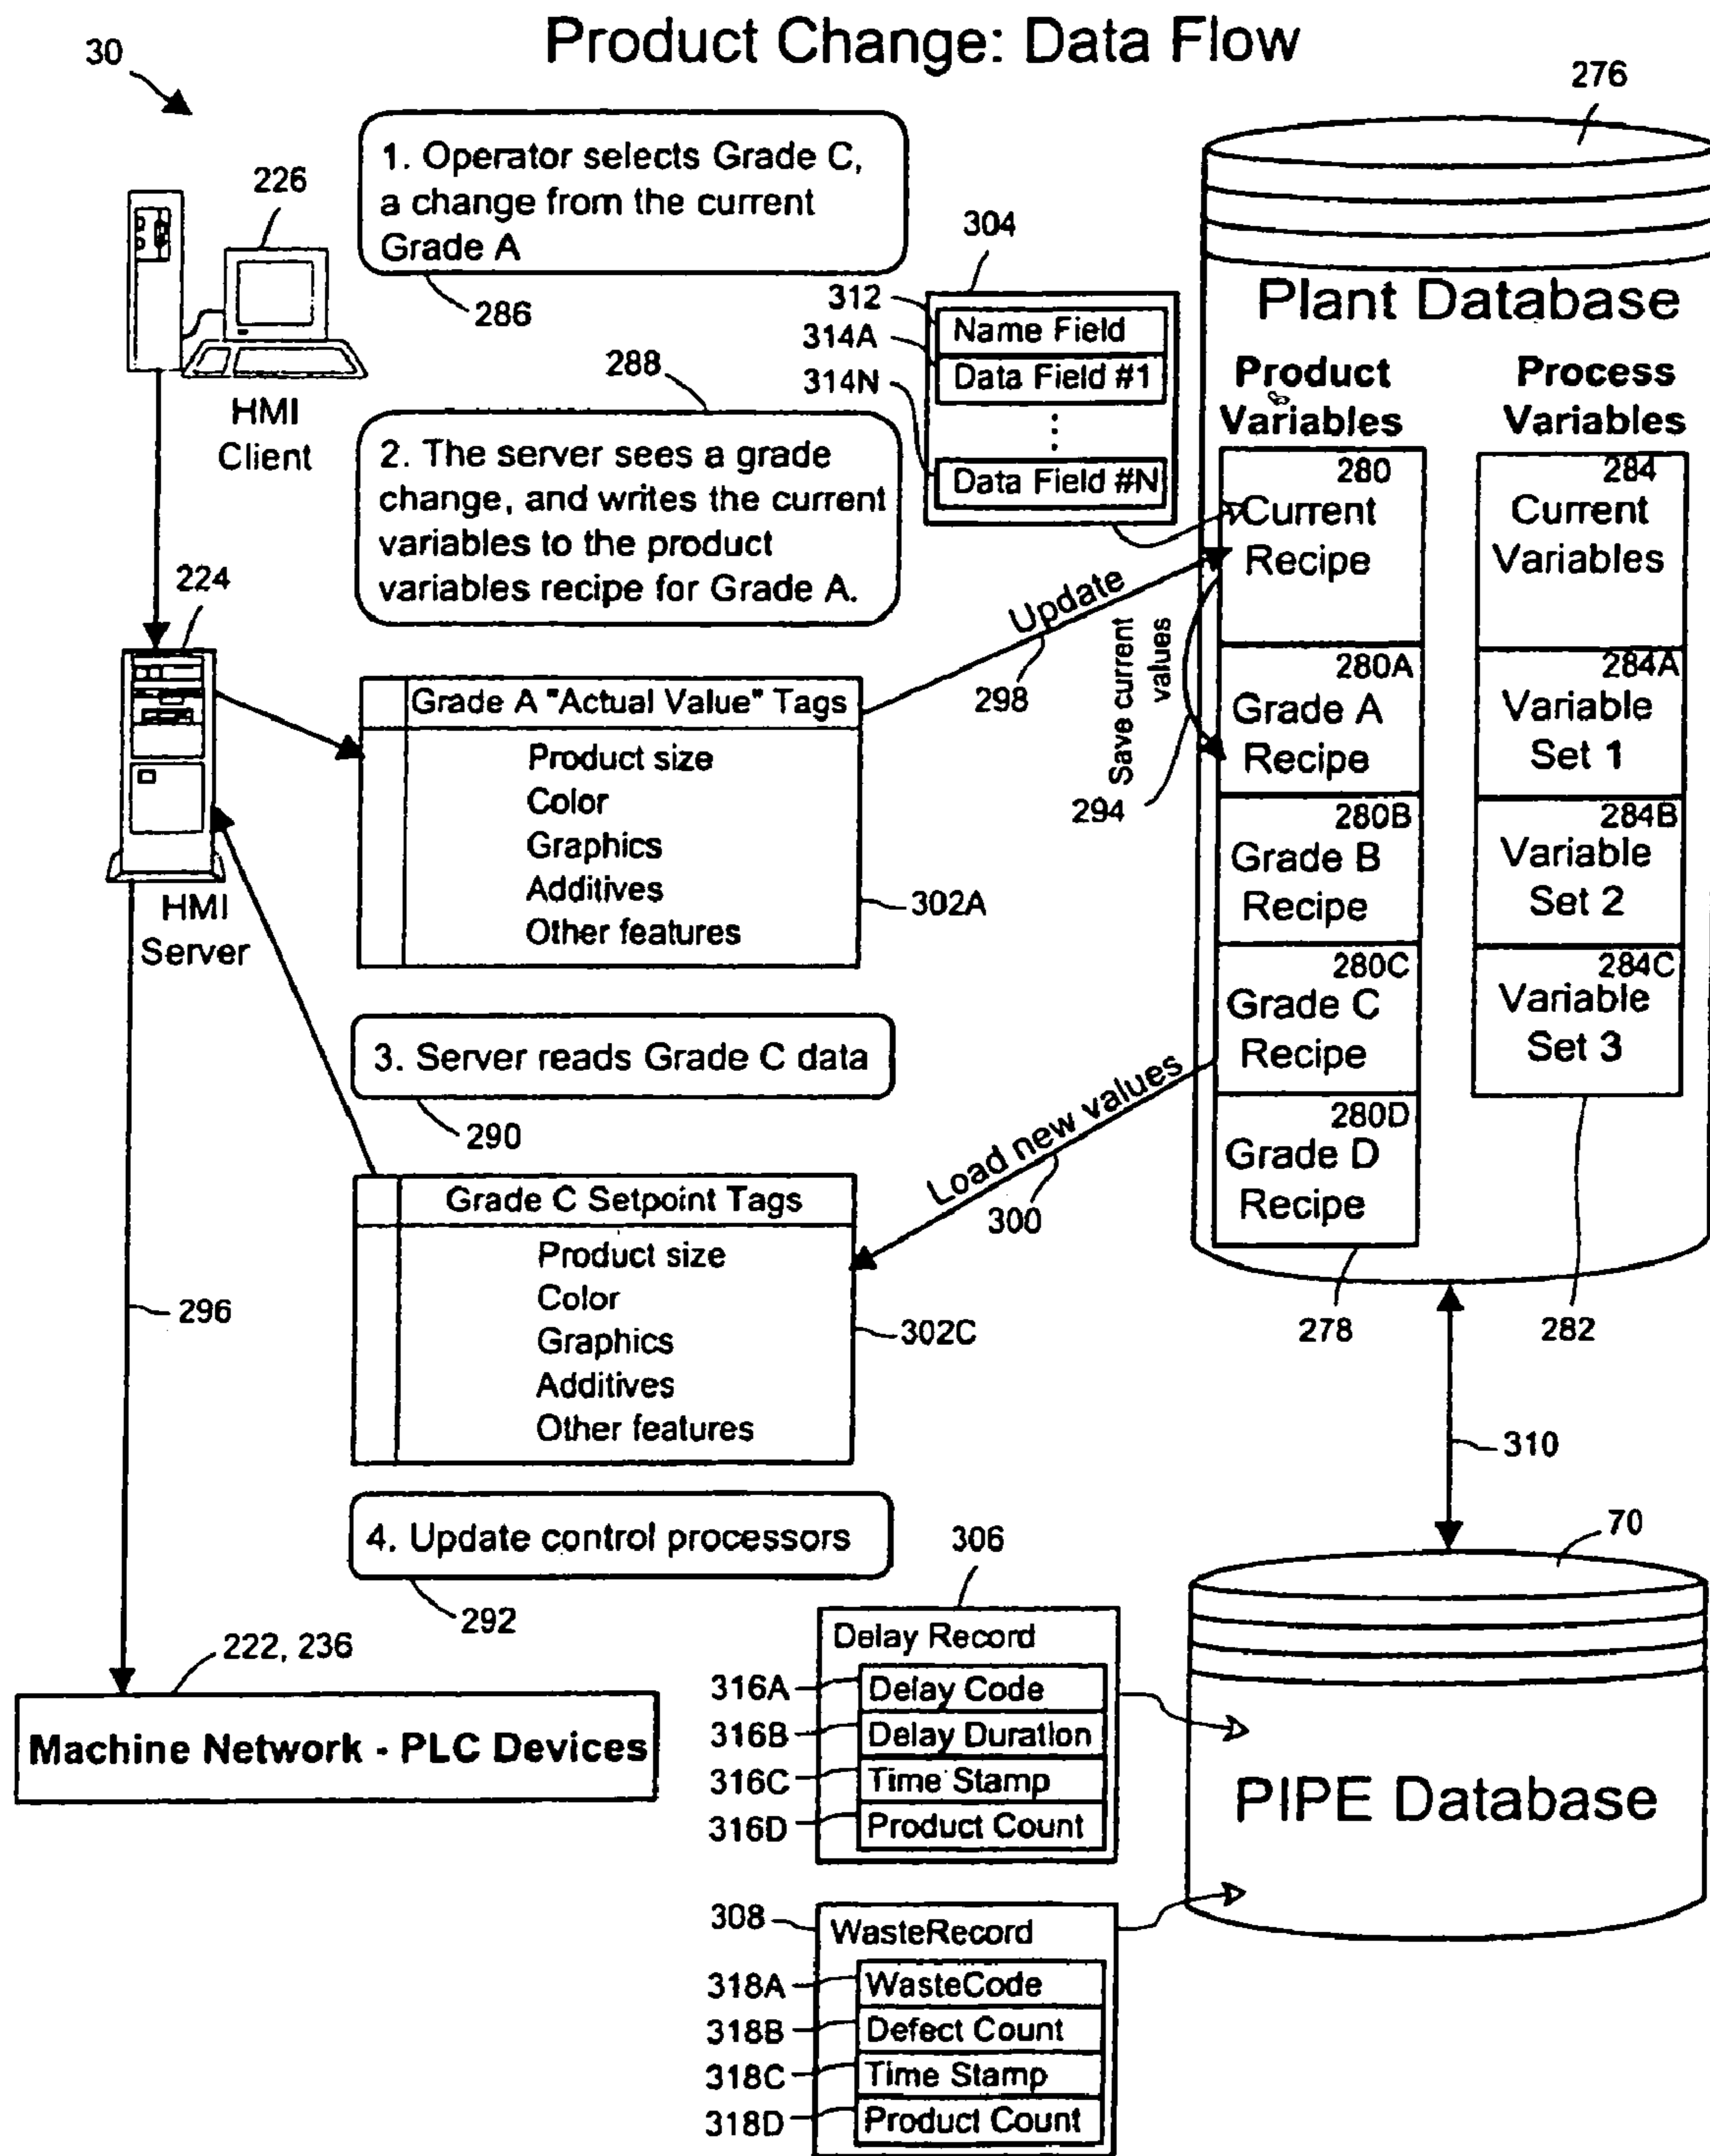 Product Change: Data Flow
30
276
1. Operator selects Grade C,
a change from the current
Grade A
286
226
HMI
Client
304
312
Name Field
314A
Data Field #1
⋮
314N
Data Field #N
288
2. The server sees a grade
change, and writes the current
variables to the product
variables recipe for Grade A.
224
HMI
Server
Plant Database
Product
Variables
280
Current
Recipe
280A
Grade A
Recipe
280B
Grade B
Recipe
280C
Grade C
Recipe
280D
Grade D
Recipe
278
Process
Variables
284
Current
Variables
284A
Variable
Set 1
284B
Variable
Set 2
284C
Variable
Set 3
282
Update
298
Save current
values
294
Grade A "Actual Value" Tags
Product size
Color
Graphics
Additives
Other features
302A
3. Server reads Grade C data
290
Load new values
300
Grade C Setpoint Tags
Product size
Color
Graphics
Additives
Other features
302C
296
310
4. Update control processors
292
222, 236
Machine Network - PLC Devices
70
PIPE Database
306
Delay Record
316A
Delay Code
316B
Delay Duration
316C
Time Stamp
316D
Product Count
308
WasteRecord
318A
WasteCode
318B
Defect Count
318C
Time Stamp
318D
Product Count